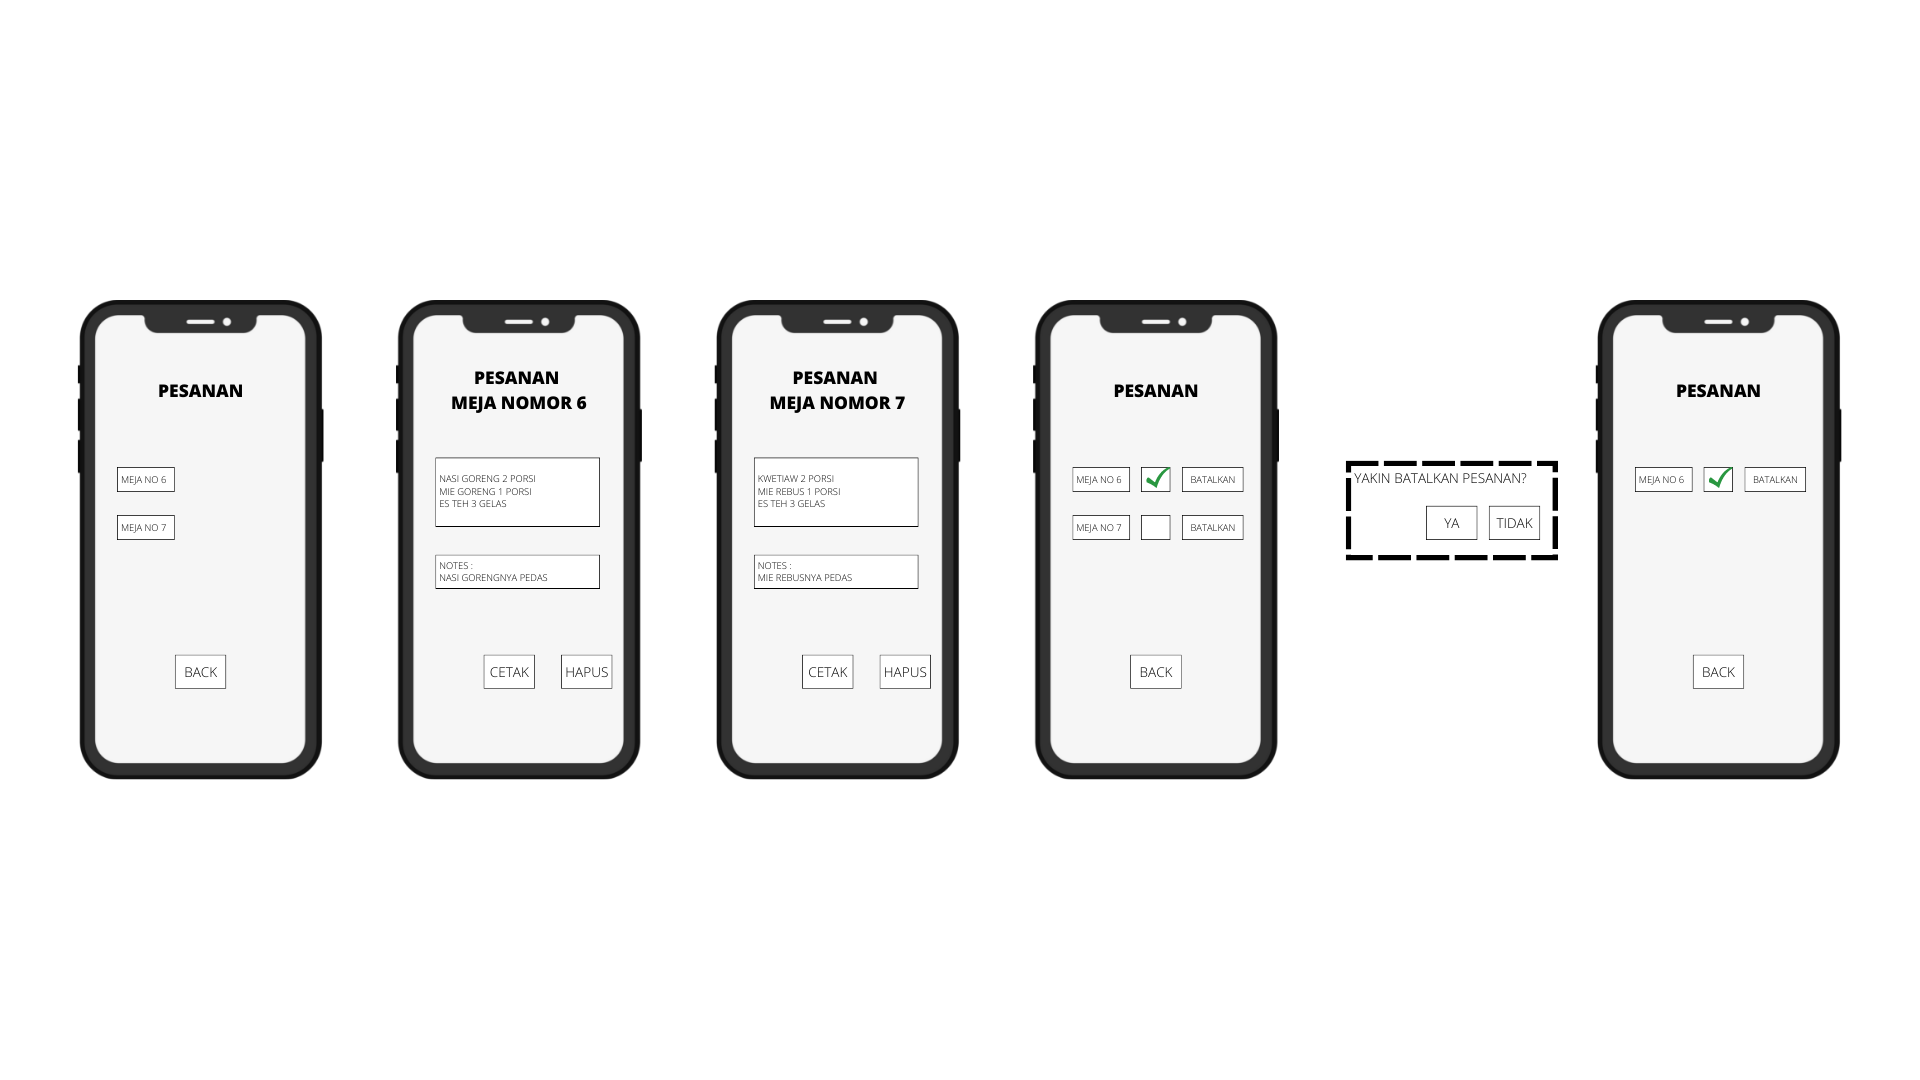 PESANAN
MEJA NO 6
MEJA NO 7
BACK
PESANAN
MEJA NOMOR 6
NASI GORENG 2 PORSI
MIE GORENG 1 PORSI
ES TEH 3 GELAS
NOTES :
NASI GORENGNYA PEDAS
CETAK
HAPUS
PESANAN
MEJA NOMOR 7
KWETIAW 2 PORSI
MIE REBUS 1 PORSI
ES TEH 3 GELAS
NOTES :
MIE REBUSNYA PEDAS
CETAK
HAPUS
PESANAN
MEJA NO 6
BATALKAN
MEJA NO 7
BATALKAN
BACK
YAKIN BATALKAN PESANAN?
YA
TIDAK
PESANAN
MEJA NO 6
BATALKAN
BACK